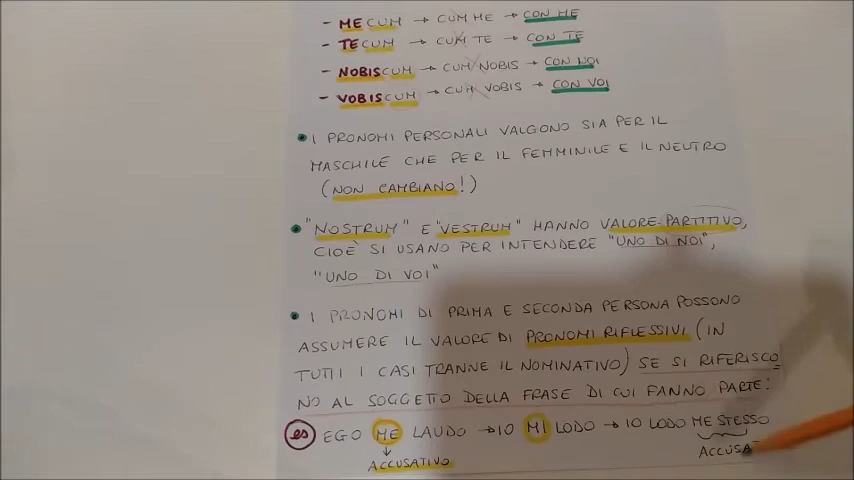 - MECUM → CUM ME → CON ME
- TECUM → CUM TE → CON TE
- NOBISCUM → CUM NOBIS → CON NOI
- VOBISCUM → CUM VOBIS → CON VOI
• I PRONOMI PERSONALI VALGONO SIA PER IL
MASCHILE CHE PER IL FEMMINILE E IL NEUTRO
(NON CAMBIANO!)
• "NOSTRUM" E "VESTRUM" HANNO VALORE PARTITIVO,
CIOÈ SI USANO PER INTENDERE "UNO DI NOI",
"UNO DI VOI"
• I PRONOMI DI PRIMA E SECONDA PERSONA POSSONO
ASSUMERE IL VALORE DI PRONOMI RIFLESSIVI (IN
TUTTI I CASI TRANNE IL NOMINATIVO) SE SI RIFERISCO
NO AL SOGGETTO DELLA FRASE DI CUI FANNO PARTE:
es EGO ME LAUDO → IO MI LODO → IO LODO ME STESSO
↓
ACCUSATIVO